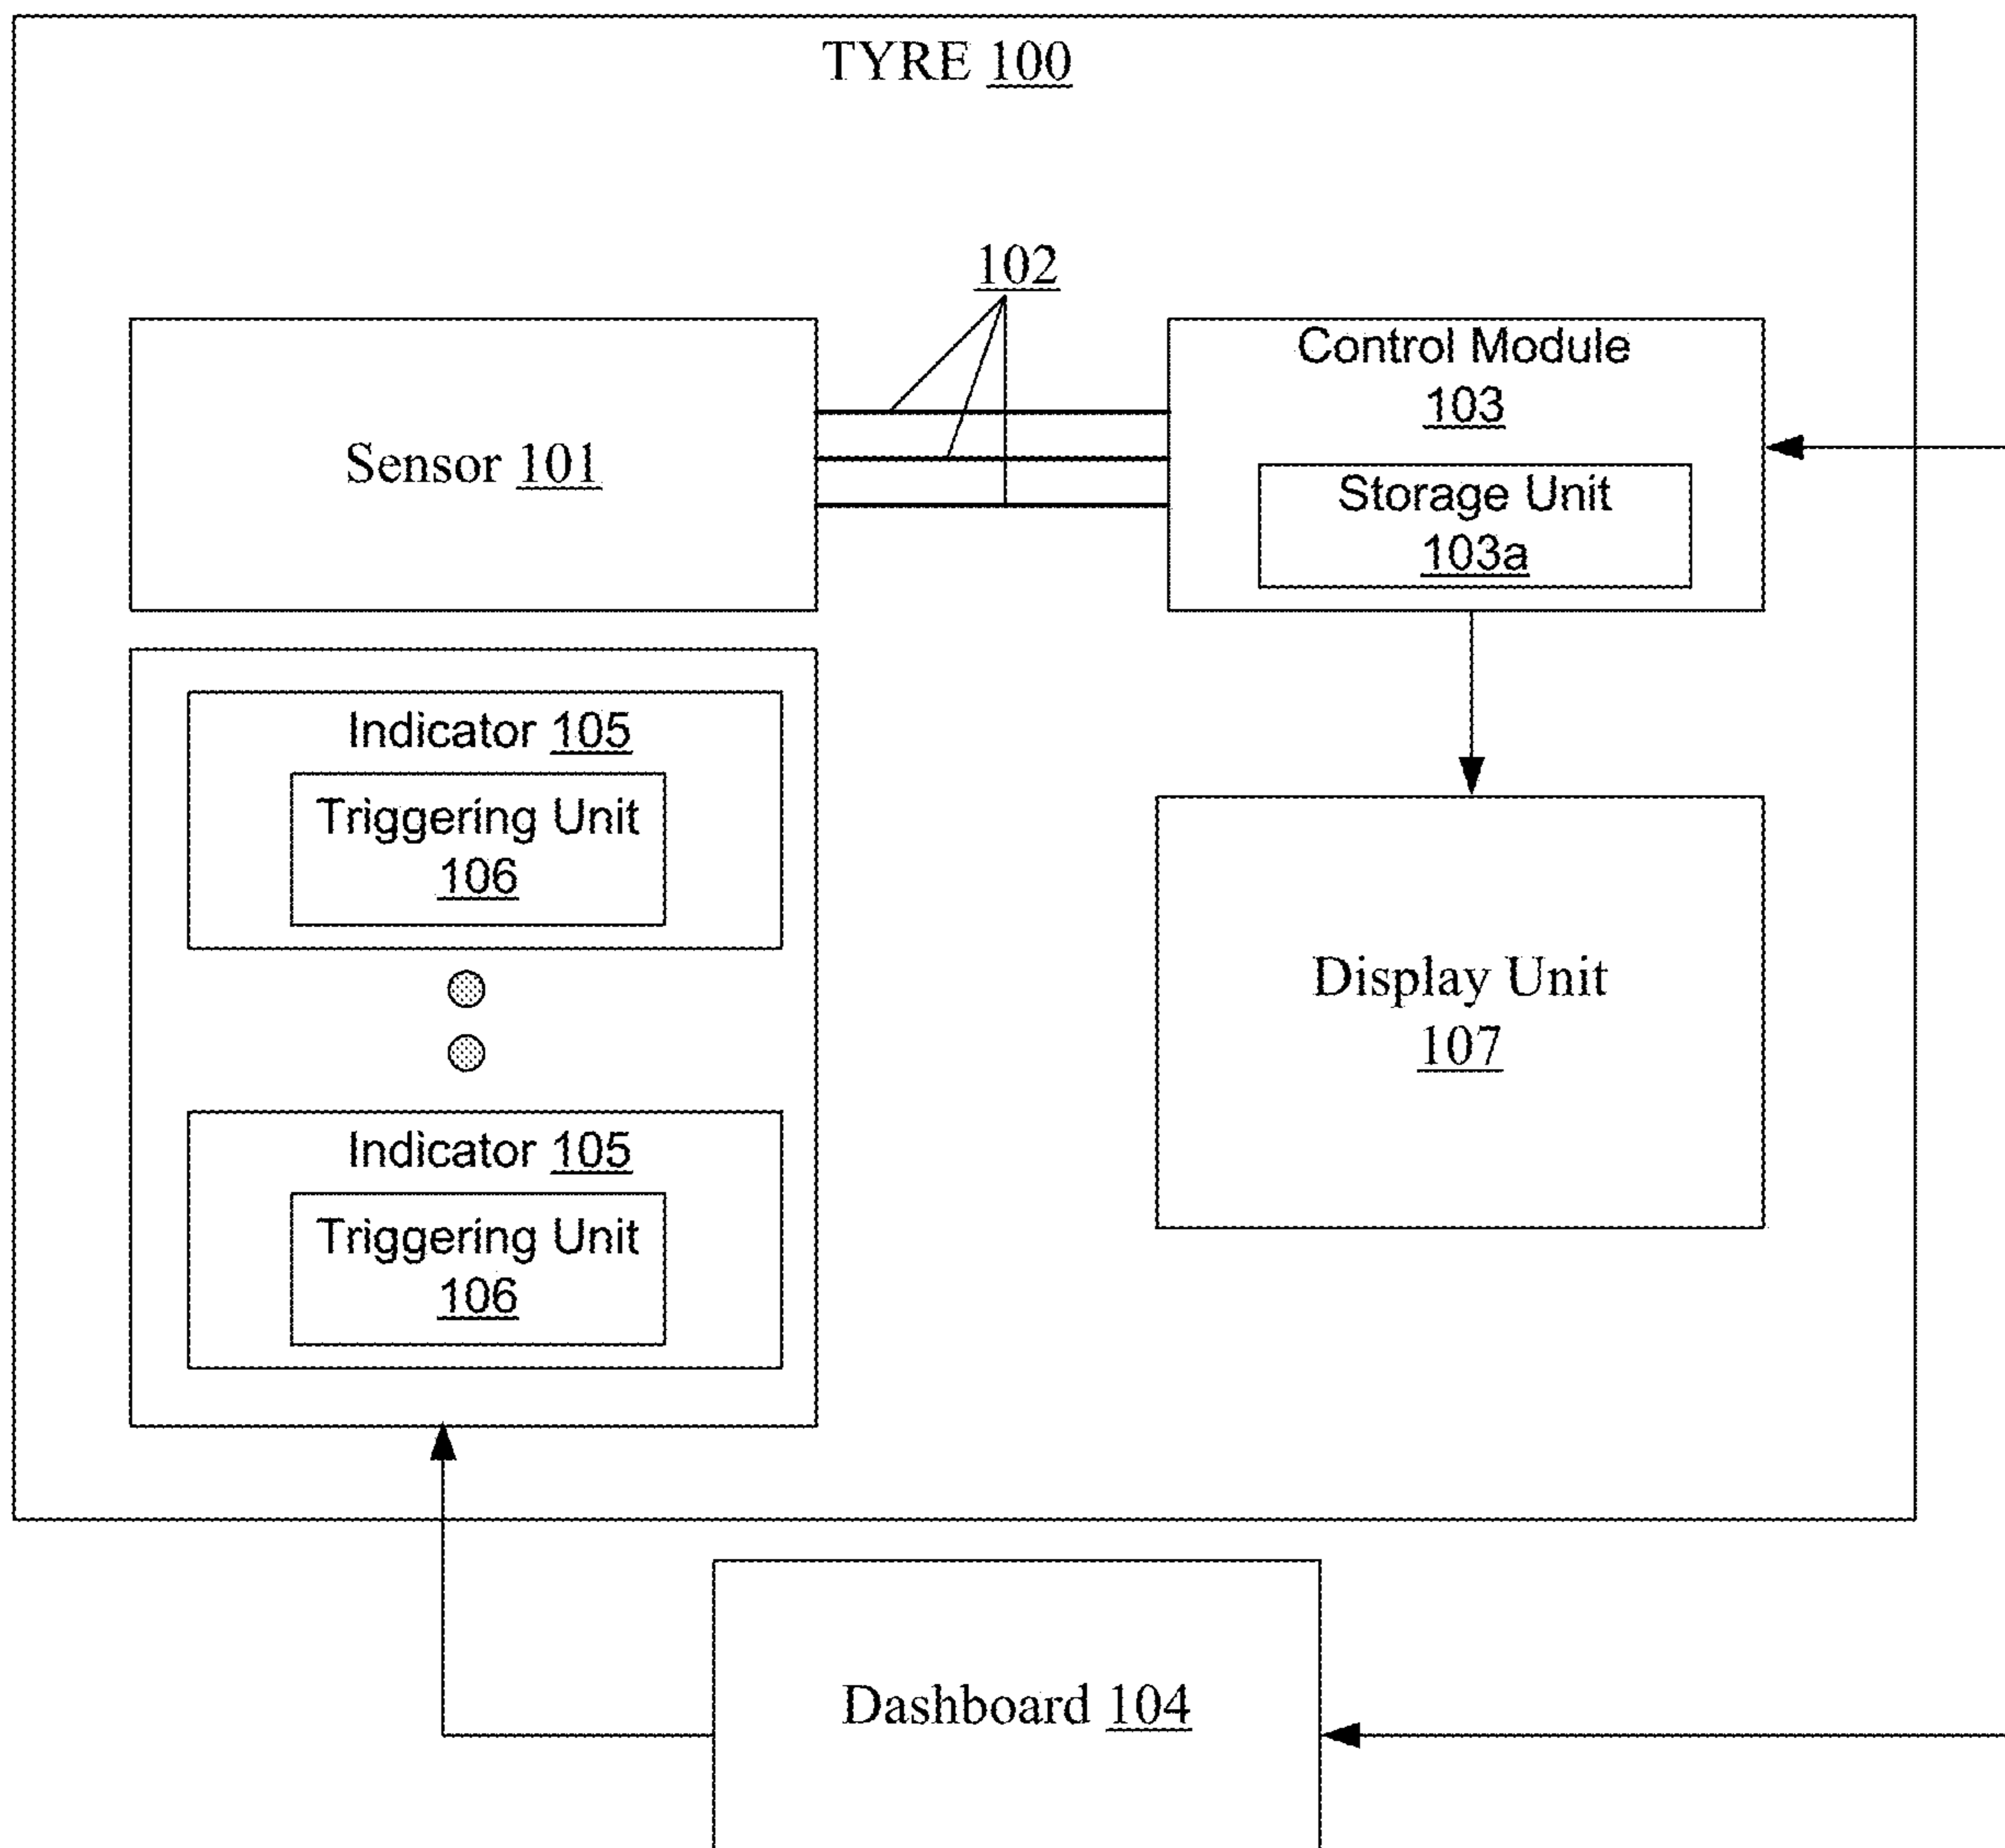 TYRE 100
102
Sensor 101
Control Module
103
Storage Unit
103a
Indicator 105
Triggering Unit
106
Display Unit
107
Indicator 105
Triggering Unit
106
Dashboard 104